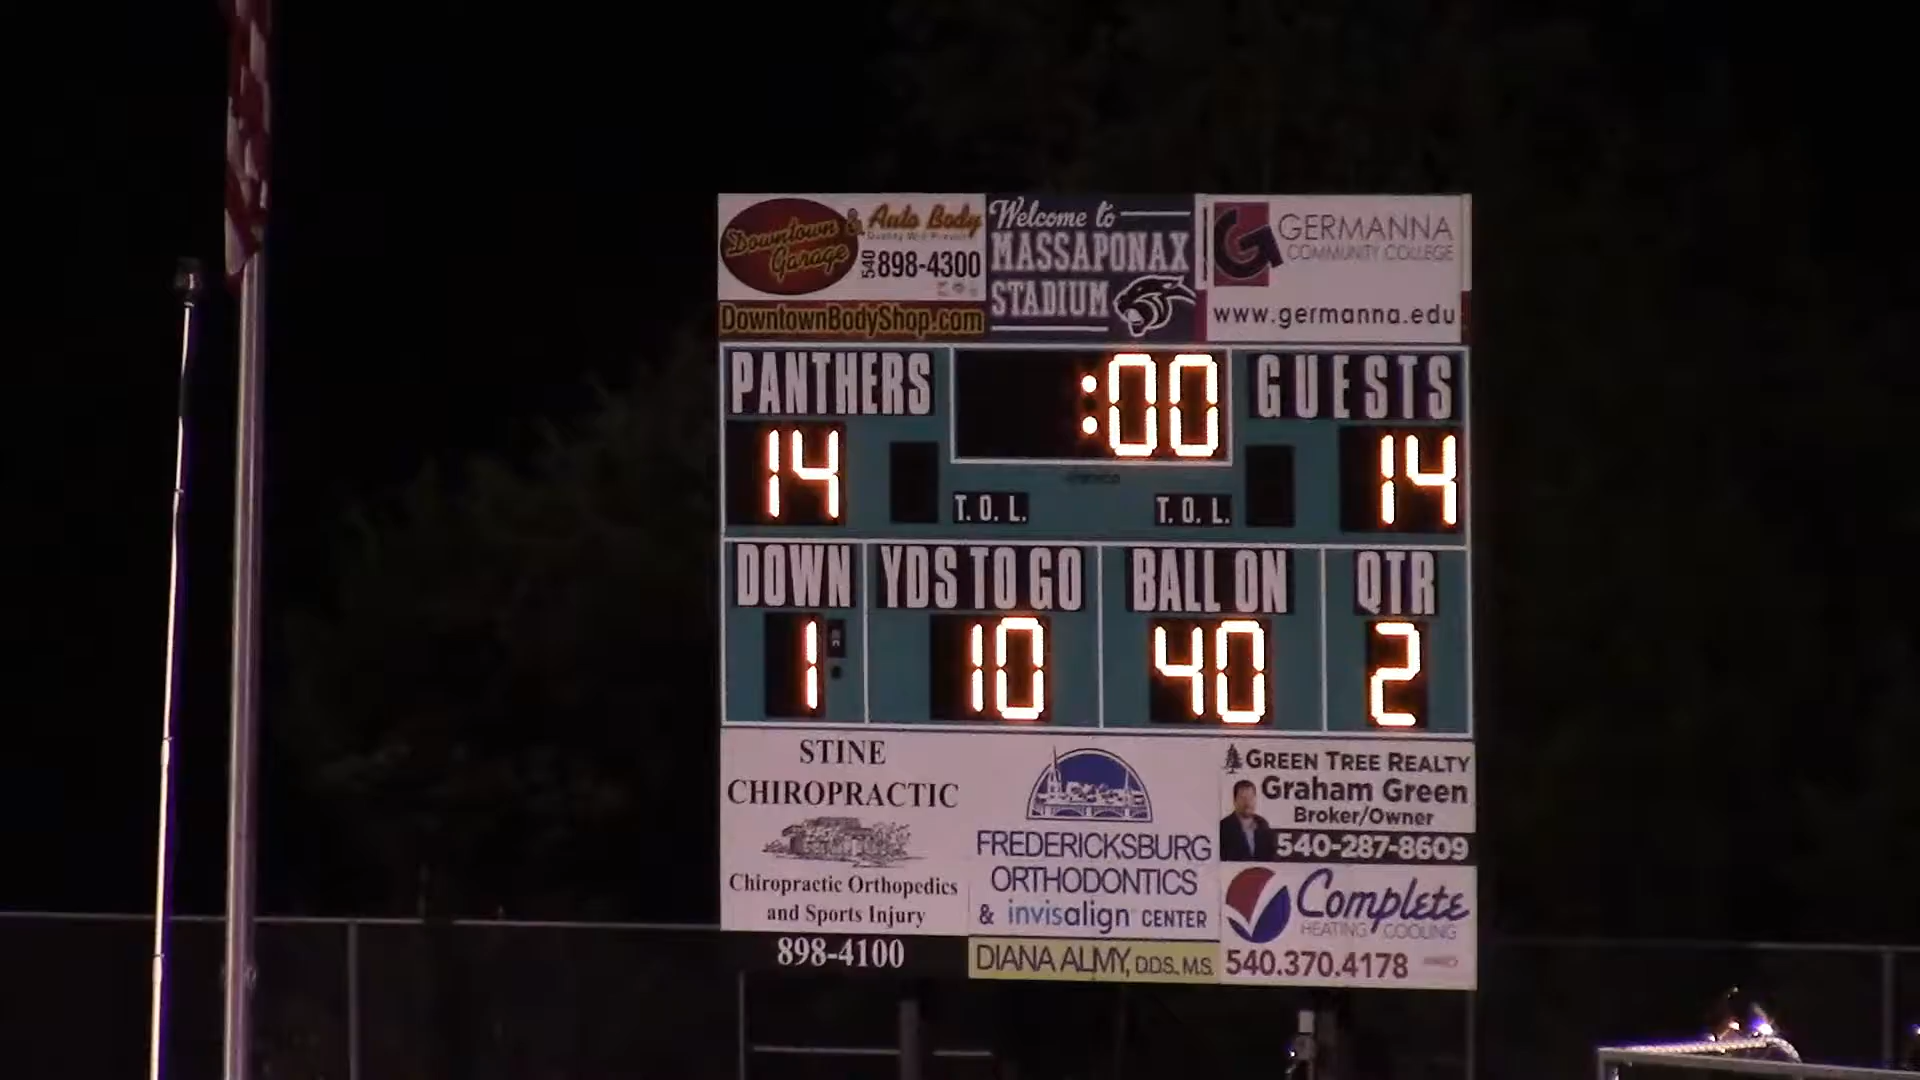 Downtown Garage & Auto Body
540 898-4300
DowntownBodyShop.com
Welcome to
MASSAPONAX
STADIUM
GERMANNA
COMMUNITY COLLEGE
www.germanna.edu
PANTHERS
:00
GUESTS
14
T.O.L.
T.O.L.
14
DOWN
YDS TO GO
BALL ON
QTR
1
10
40
2
STINE
CHIROPRACTIC
Chiropractic Orthopedics
and Sports Injury
898-4100
FREDERICKSBURG
ORTHODONTICS
& invisalign CENTER
DIANA ALMY, D.D.S., M.S.
GREEN TREE REALTY
Graham Green
Broker/Owner
540-287-8609
Complete
HEATING COOLING
540.370.4178